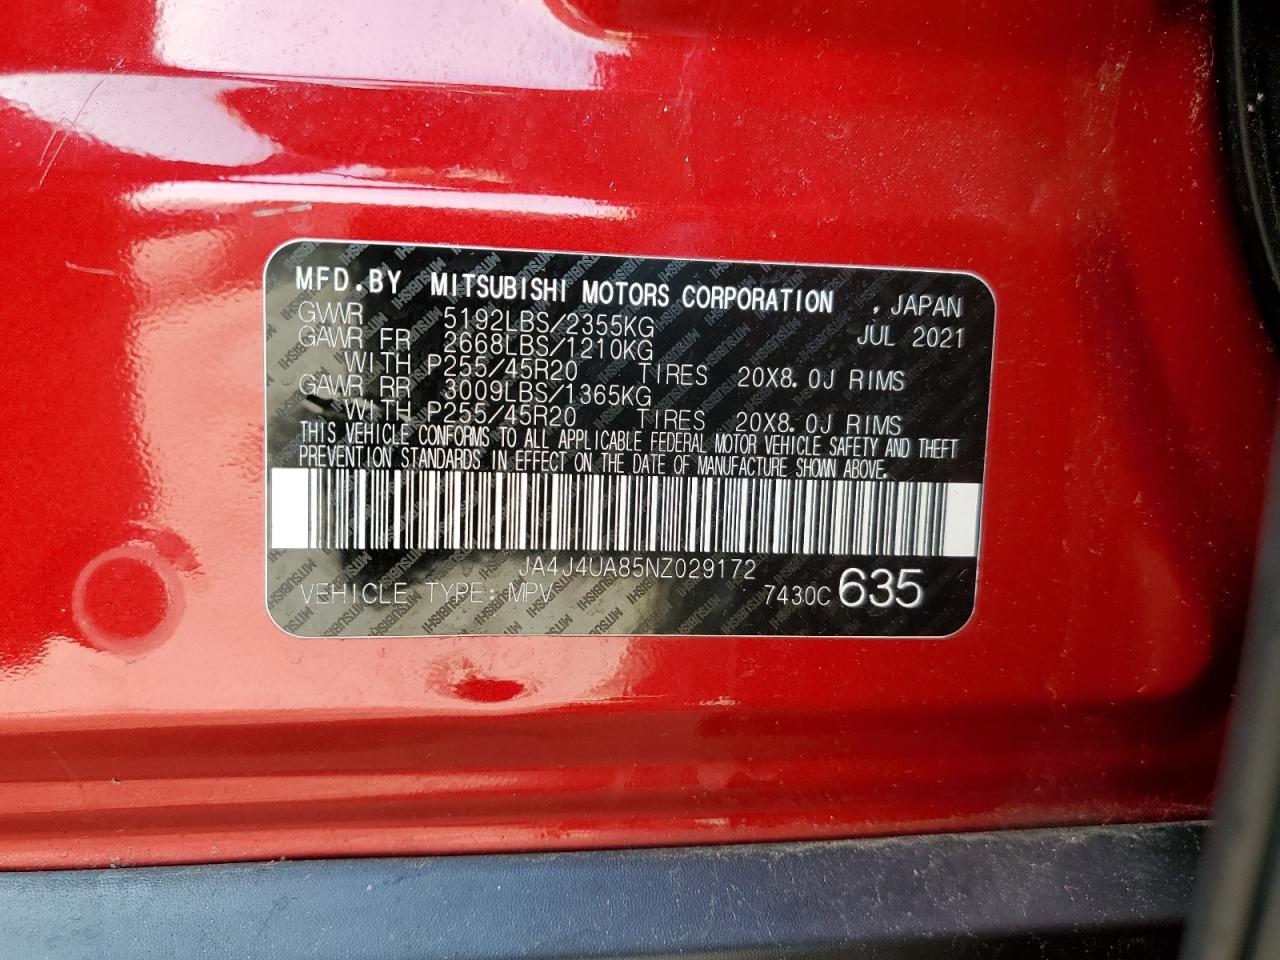 MFD.BY MITSUBISHI MOTORS CORPORATION , JAPAN
GVWR 5192LBS/2355KG JUL 2021
GAWR FR 2668LBS/1210KG
WITH P255/45R20 TIRES 20X8.0J RIMS
GAWR RR 3009LBS/1365KG
WITH P255/45R20 TIRES 20X8.0J RIMS
THIS VEHICLE CONFORMS TO ALL APPLICABLE FEDERAL MOTOR VEHICLE SAFETY AND THEFT
PREVENTION STANDARDS IN EFFECT ON THE DATE OF MANUFACTURE SHOWN ABOVE.
JA4J4UA85NZ029172
VEHICLE TYPE: MPV 7430C 635